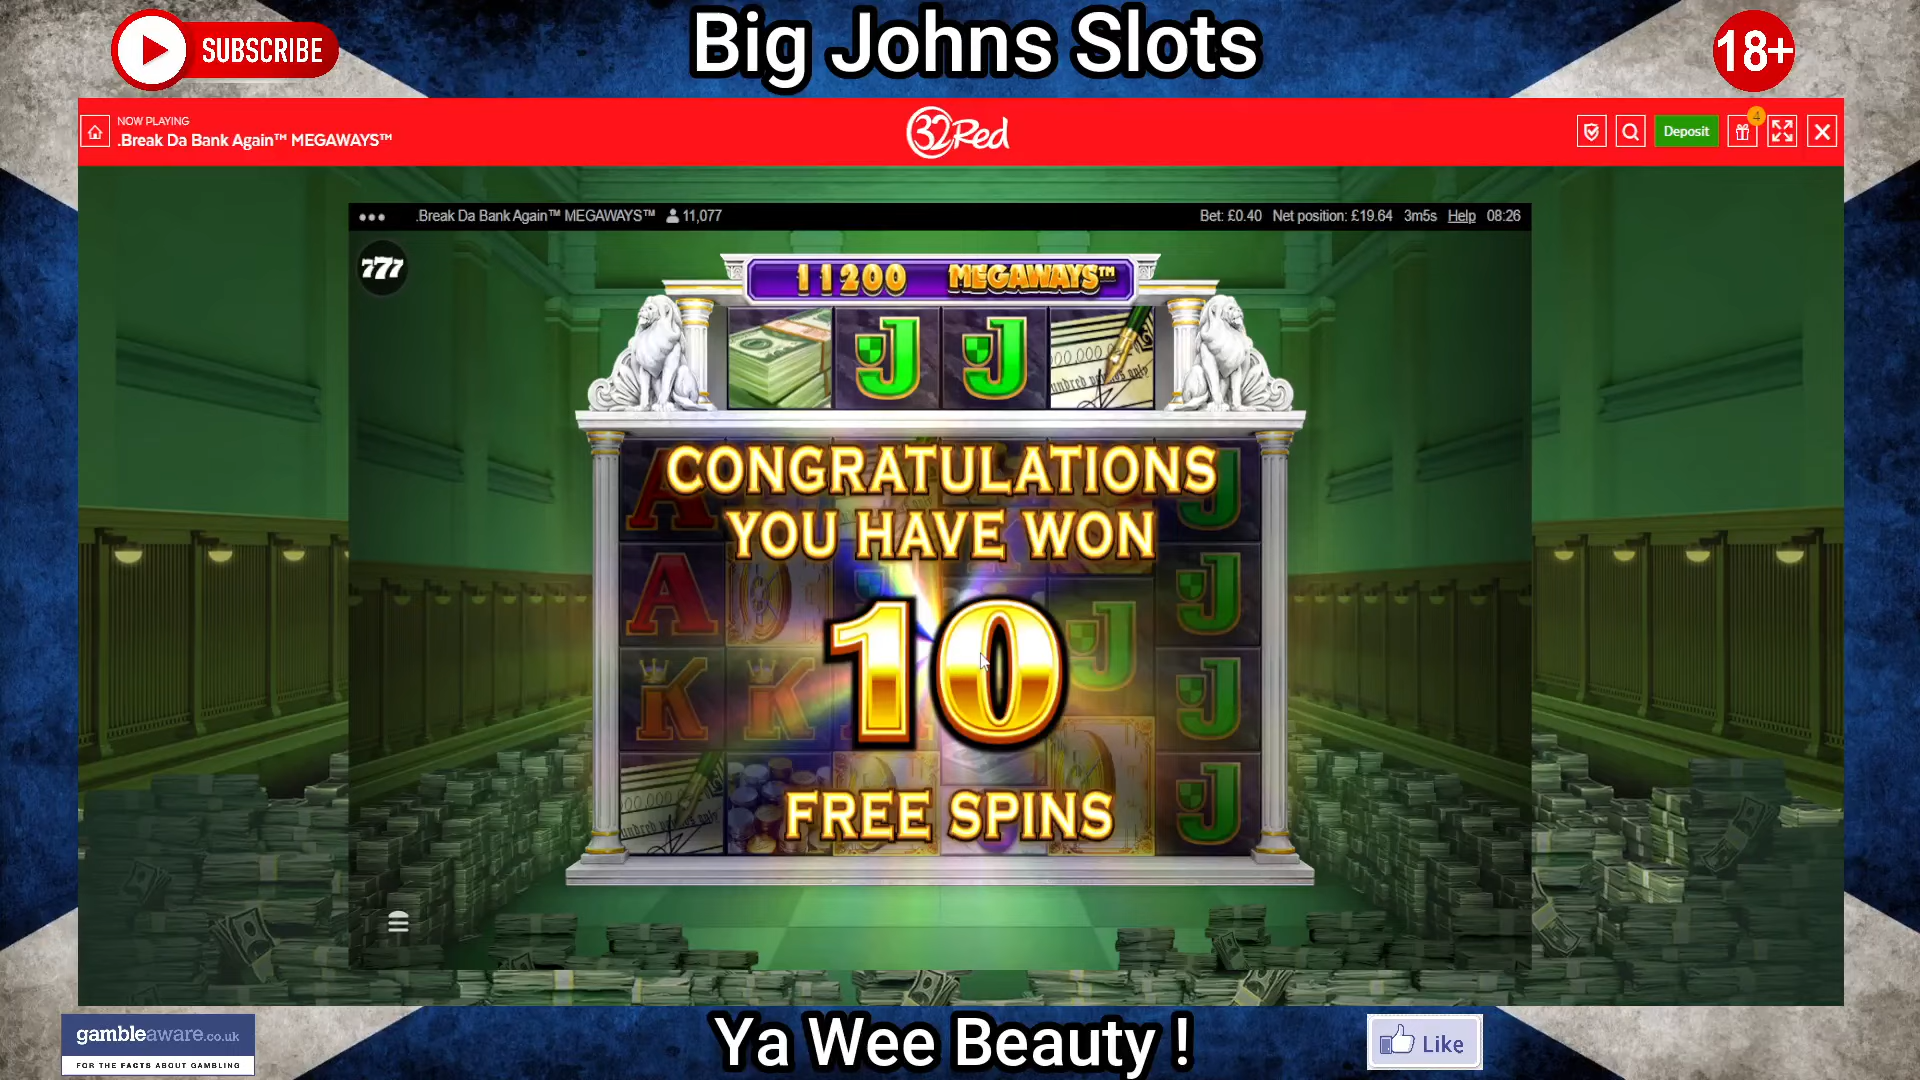 SUBSCRIBE
Big Johns Slots
18+
NOW PLAYING
.Break Da Bank Again™ MEGAWAYS™
32Red
Deposit
4
.Break Da Bank Again™ MEGAWAYS™ 11,077
Bet: £0.40 Net position: £19.64 3m5s Help 08:26
777
11200 MEGAWAYS™
J J
CONGRATULATIONS
YOU HAVE WON
10
FREE SPINS
A J
A J J
K K J
J
gambleaware.co.uk
FOR THE FACTS ABOUT GAMBLING
Ya Wee Beauty !
Like